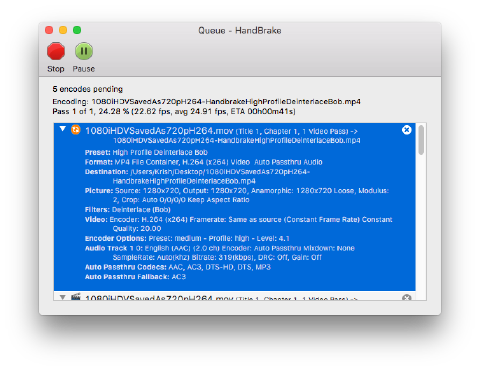 Queue - HandBrake
Stop Pause
5 encodes pending
Encoding: 1080iHDVSavedAs720pH264-HandbrakeHighProfileDeinterlaceBob.mp4
Pass 1 of 1, 24.28 % (22.62 fps, avg 24.91 fps, ETA 00h00m41s)
1080iHDVSavedAs720pH264.mov (Title 1, Chapter 1, 1 Video Pass) ->
1080iHDVSavedAs720pH264-HandbrakeHighProfileDeinterlaceBob.mp4
Preset: High Profile Deinterlace Bob
Format: MP4 File Container, H.264 (x264) Video Auto Passthru Audio
Destination: /Users/Krish/Desktop/1080iHDVSavedAs720pH264-
HandbrakeHighProfileDeinterlaceBob.mp4
Picture: Source: 1280x720, Output: 1280x720, Anamorphic: 1280x720 Loose, Modulus:
2, Crop: Auto 0/0/0/0 Keep Aspect Ratio
Filters: Deinterlace (Bob)
Video: Encoder: H.264 (x264) Framerate: Same as source (Constant Frame Rate) Constant
Quality: 20.00
Encoder Options: Preset: medium - Profile: high - Level: 4.1
Audio Track 1 0: English (AAC) (2.0 ch) Encoder: Auto Passthru Mixdown: None
SampleRate: Auto(khz) Bitrate: 319(kbps), DRC: Off, Gain: Off
Auto Passthru Codecs: AAC, AC3, DTS-HD, DTS, MP3
Auto Passthru Fallback: AC3
1080iHDVSavedAs720pH264.mov (Title 1, Chapter 1, 1 Video Pass) ->